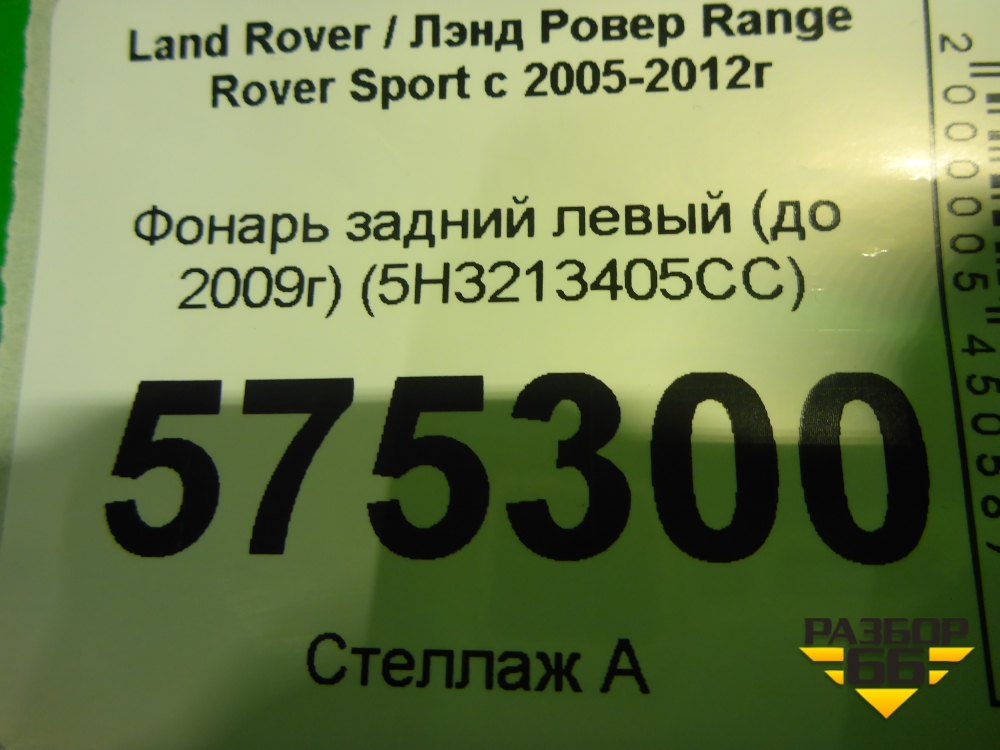 Land Rover / Лэнд Ровер Range
Rover Sport с 2005-2012г
Фонарь задний левый (до
2009г) (5H3213405CC)
575300
Стеллаж А
2000005450587
РАЗБОР
66